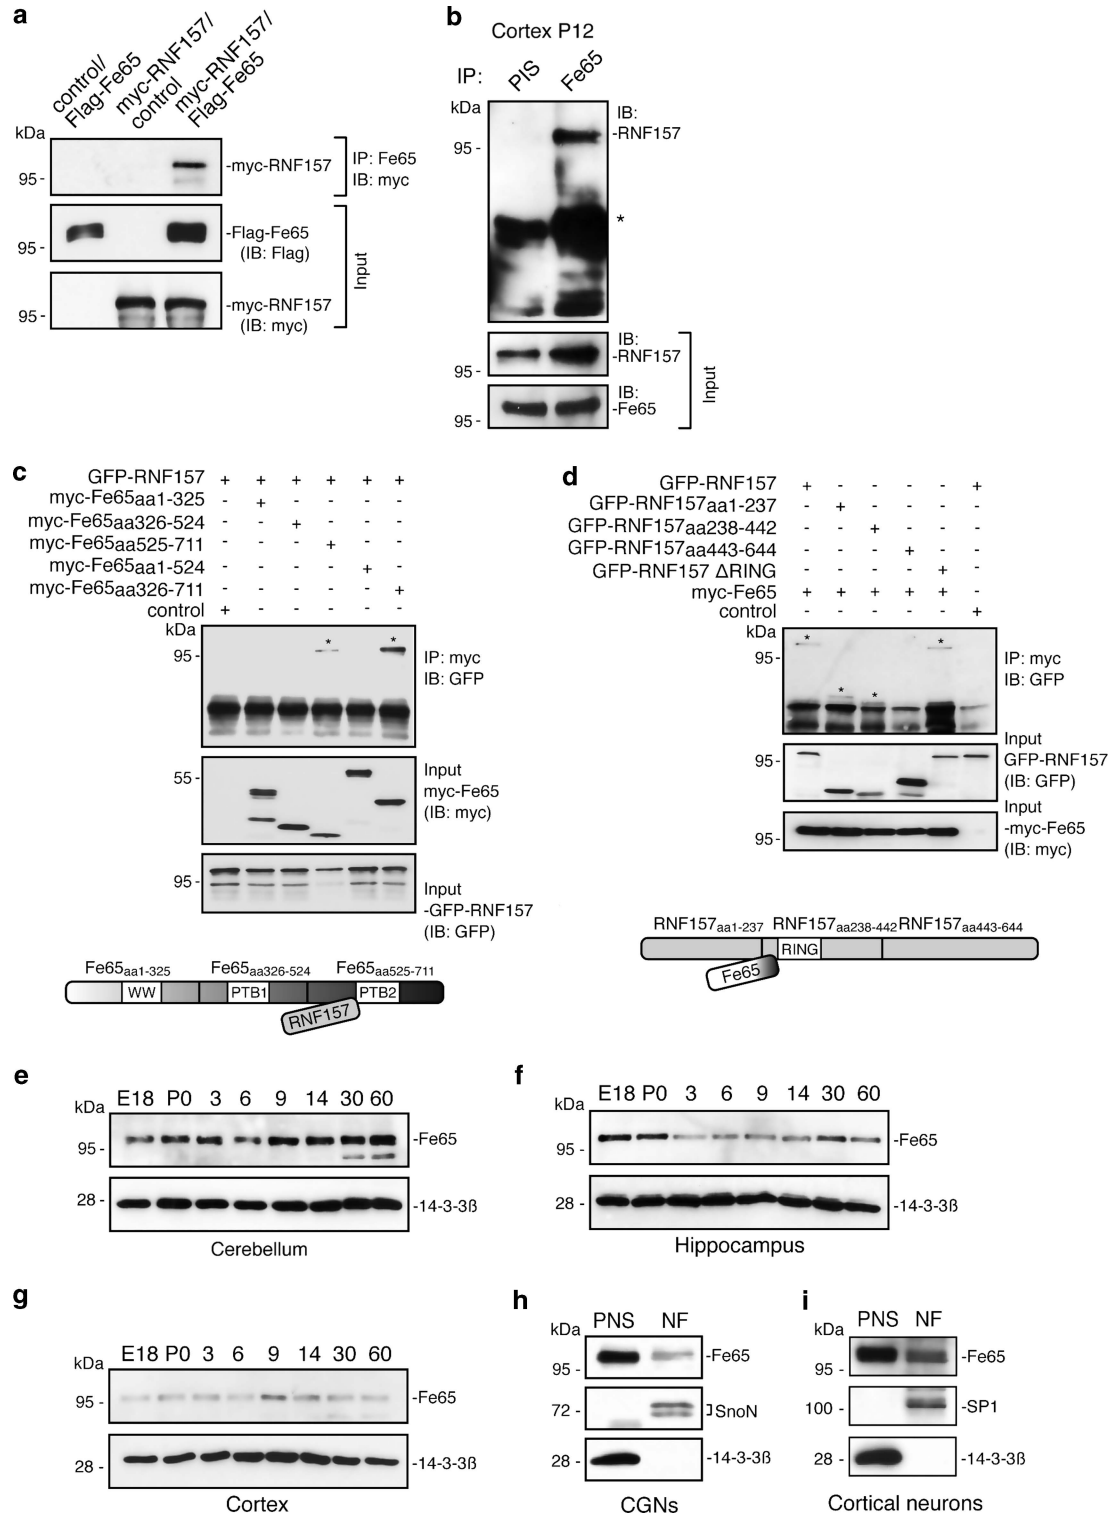 a
control/
Flag-Fe65
myc-RNF157/
control
myc-RNF157/
Flag-Fe65
kDa
95 -
-myc-RNF157
IP: Fe65
IB: myc
95 -
-Flag-Fe65
(IB: Flag)
95 -
-myc-RNF157
(IB: myc)
Input
b
Cortex P12
IP: PIS Fe65
kDa
IB:
-RNF157
95 -
*
IB:
-RNF157
95 -
IB:
-Fe65
95 -
Input
c
GFP-RNF157 + + + + + +
myc-Fe65aa1-325 - + - - - -
myc-Fe65aa326-524 - - + - - -
myc-Fe65aa525-711 - - - + - -
myc-Fe65aa1-524 - - - - + -
myc-Fe65aa326-711 - - - - - +
control + - - - - -
kDa
95 -
* *
IP: myc
IB: GFP
55 -
Input
myc-Fe65
(IB: myc)
95 -
Input
-GFP-RNF157
(IB: GFP)
Fe65aa1-325 Fe65aa326-524 Fe65aa525-711
WW PTB1 PTB2
RNF157
d
GFP-RNF157 + - - - - +
GFP-RNF157aa1-237 - + - - - -
GFP-RNF157aa238-442 - - + - - -
GFP-RNF157aa443-644 - - - + - -
GFP-RNF157 ΔRING - - - - + -
myc-Fe65 + + + + + -
control - - - - - +
kDa
95 -
* * * *
IP: myc
IB: GFP
95 -
Input
GFP-RNF157
(IB: GFP)
95 -
Input
-myc-Fe65
(IB: myc)
RNF157aa1-237 RNF157aa238-442 RNF157aa443-644
RING
Fe65
e
E18 P0 3 6 9 14 30 60
kDa
95 -
-Fe65
28 -
-14-3-3ß
Cerebellum
f
E18 P0 3 6 9 14 30 60
kDa
95 -
-Fe65
28 -
-14-3-3ß
Hippocampus
g
E18 P0 3 6 9 14 30 60
kDa
95 -
-Fe65
28 -
-14-3-3ß
Cortex
h
PNS NF
kDa
95 -
-Fe65
72 -
SnoN
28 -
-14-3-3ß
CGNs
i
PNS NF
kDa
95 -
-Fe65
100 -
-SP1
28 -
-14-3-3ß
Cortical neurons